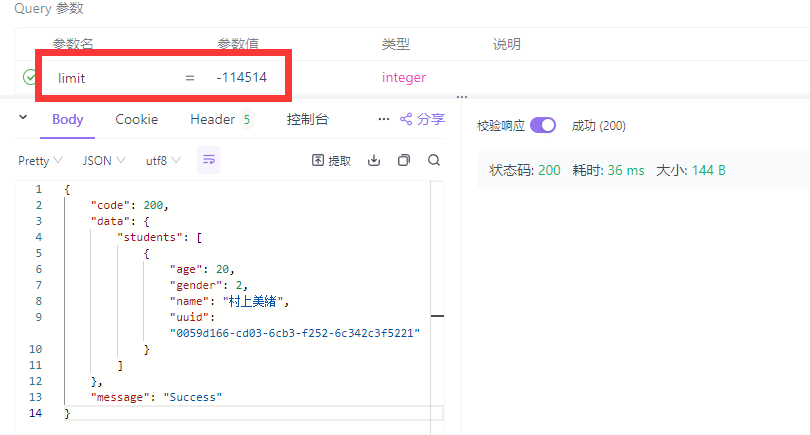 Query 参数
参数名 参数值 类型 说明
limit = -114514 integer
Body Cookie Header 5 控制台 ... 分享
校验响应 成功 (200)
Pretty JSON utf8 提取
状态码: 200 耗时: 36 ms 大小: 144 B
1 {
2 "code": 200,
3 "data": {
4 "students": [
5 {
6 "age": 20,
7 "gender": 2,
8 "name": "村上美緒",
9 "uuid":
"0059d166-cd03-6cb3-f252-6c342c3f5221"
10 }
11 ]
12 },
13 "message": "Success"
14 }